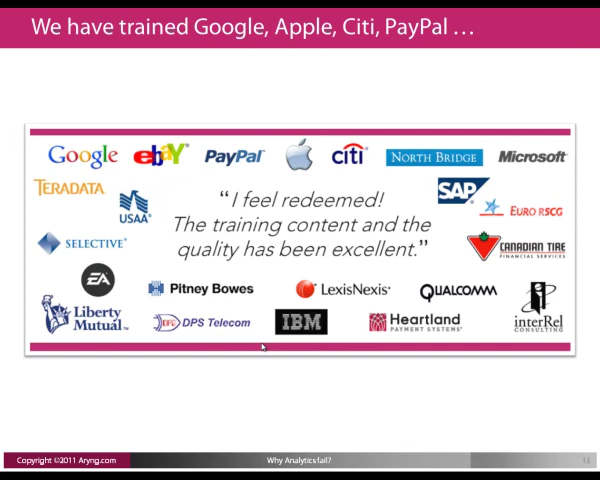 We have trained Google, Apple, Citi, PayPal ...
Google ebaY PayPal citi NORTH BRIDGE Microsoft
TERADATA USAA SAP EURO RSCG
“I feel redeemed!
The training content and the
quality has been excellent.”
SELECTIVE CANADIAN TIRE
FINANCIAL SERVICES
EA Pitney Bowes LexisNexis QUALCOMM
Liberty
Mutual DPS Telecom IBM Heartland
PAYMENT SYSTEMS
interRel
CONSULTING
Copyright ©2011 Aryng.com Why Analytics fail? 13